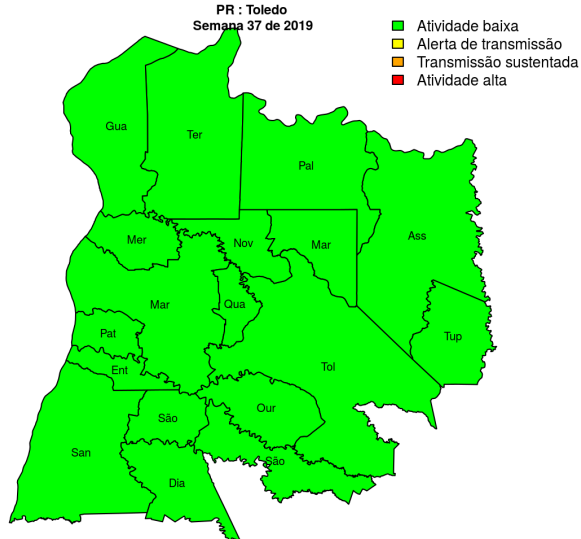 PR : Toledo
Semana 37 de 2019
Atividade baixa
Alerta de transmissão
Transmissão sustentada
Atividade alta
Gua
Ter
Pal
Ass
Mer
Nov
Mar
Mar
Qua
Pat
Tup
Ent
Tol
São
Our
San
São
Dia